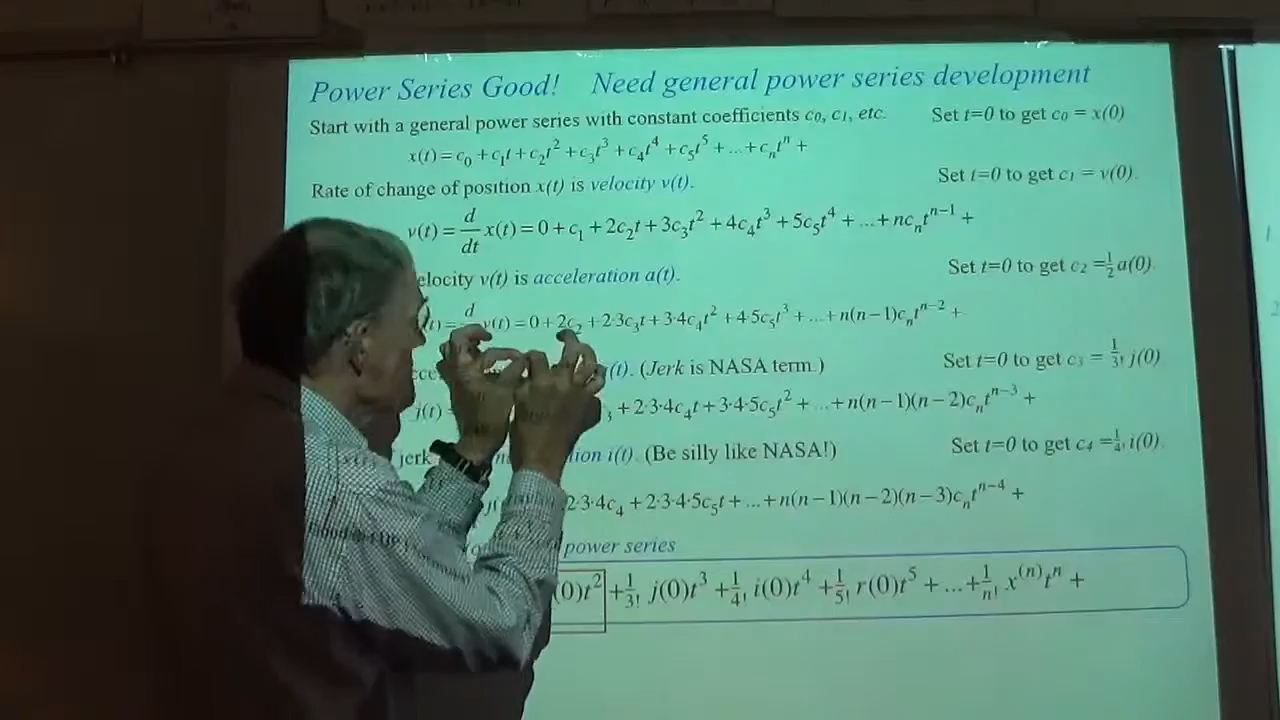 Power Series Good! Need general power series development
Start with a general power series with constant coefficients c₀, c₁, etc. Set t=0 to get c₀ = x(0)
x(t) = c₀ + c₁t + c₂t² + c₃t³ + c₄t⁴ + c₅t⁵ + ... + cₙtⁿ +
Rate of change of position x(t) is velocity v(t). Set t=0 to get c₁ = v(0).
v(t) = d/dt x(t) = 0 + c₁ + 2c₂t + 3c₃t² + 4c₄t³ + 5c₅t⁴ + ... + ncₙtⁿ⁻¹ +
elocity v(t) is acceleration a(t). Set t=0 to get c₂ = ½a(0).
(t) = d v(t) = 0 + 2c₂ + 2·3c₃t + 3·4c₄t² + 4·5c₅t³ + ... + n(n−1)cₙtⁿ⁻² +
(t). (Jerk is NASA term.) Set t=0 to get c₃ = 1/3! j(0).
j(t) = ₃ + 2·3·4c₄t + 3·4·5c₅t² + ... + n(n−1)(n−2)cₙtⁿ⁻³ +
jerk tion i(t). (Be silly like NASA!) Set t=0 to get c₄ = 1/4! i(0).
2·3·4c₄ + 2·3·4·5c₅t + ... + n(n−1)(n−2)(n−3)cₙtⁿ⁻⁴ +
power series
(0)t² + 1/3! j(0)t³ + 1/4! i(0)t⁴ + 1/5! r(0)t⁵ + ... + 1/n! x⁽ⁿ⁾tⁿ +